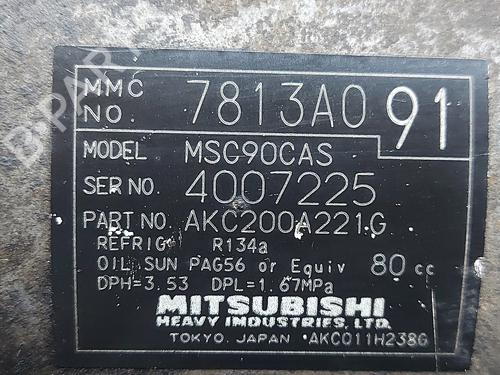 MMC NO. 7813A091
MODEL MSC90CAS
SER NO. 4007225
PART NO. AKC200A221G
REFRIG R134a
OIL SUN PAG56 or Equiv 80 cc
DPH=3.53 DPL=1.67MPa
MITSUBISHI
HEAVY INDUSTRIES, LTD.
TOKYO, JAPAN AKC011H238G